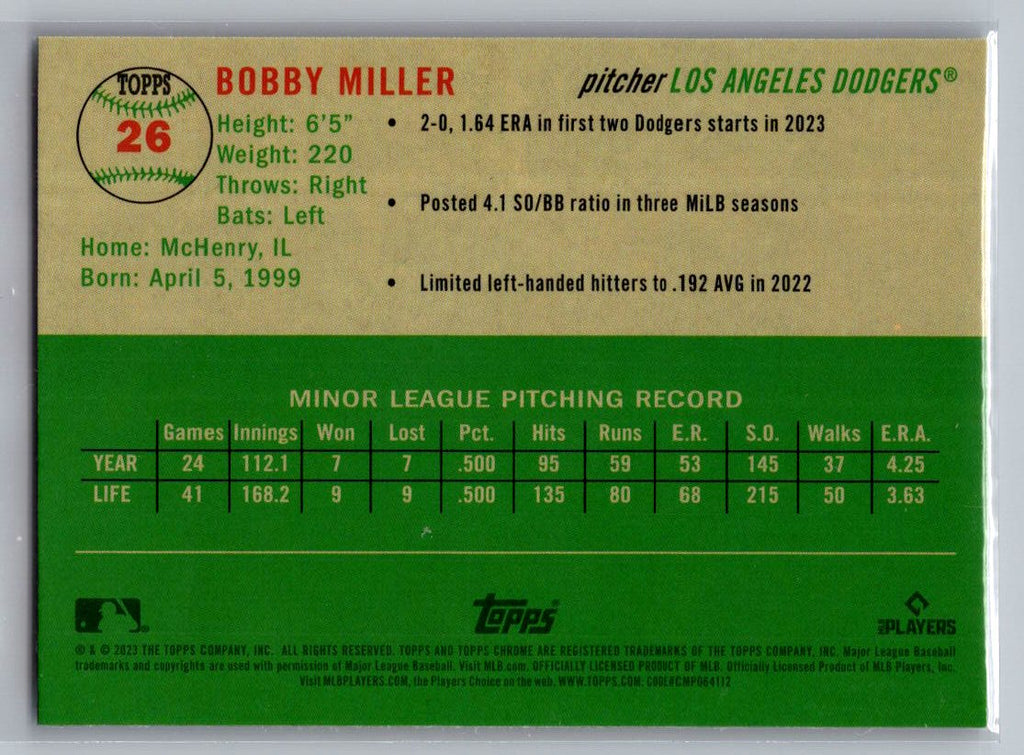 TOPPS
26
BOBBY MILLER
pitcher LOS ANGELES DODGERS®
Height: 6'5"
Weight: 220
Throws: Right
Bats: Left
Home: McHenry, IL
Born: April 5, 1999
• 2-0, 1.64 ERA in first two Dodgers starts in 2023
• Posted 4.1 SO/BB ratio in three MiLB seasons
• Limited left-handed hitters to .192 AVG in 2022
MINOR LEAGUE PITCHING RECORD
Games Innings Won Lost Pct. Hits Runs E.R. S.O. Walks E.R.A.
YEAR 24 112.1 7 7 .500 95 59 53 145 37 4.25
LIFE 41 168.2 9 9 .500 135 80 68 215 50 3.63
Topps®
PLAYERS
® & © 2023 THE TOPPS COMPANY, INC. ALL RIGHTS RESERVED. TOPPS AND TOPPS CHROME ARE REGISTERED TRADEMARKS OF THE TOPPS COMPANY, INC. Major League Baseball
trademarks and copyrights are used with permission of Major League Baseball. Visit MLB.com. OFFICIALLY LICENSED PRODUCT OF MLB. Officially Licensed Product of MLB Players, Inc.
Visit MLBPLAYERS.COM, the Players Choice on the web. WWW.TOPPS.COM: CODE#CMP064112